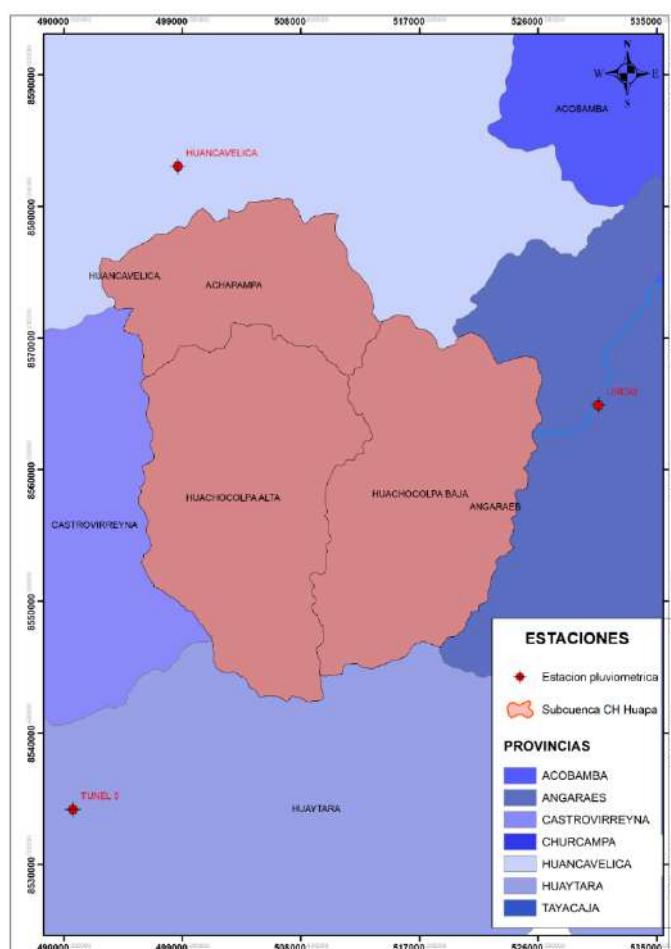 490000 499000 508000 517000 526000 535000
N
W E
S
8590000
ACOBAMBA
HUANCAVELICA
8580000
HUANCAVELICA
ACHAPAMPA
8570000
LIRCAY
8560000
HUACHOCOLPA ALTA
HUACHOCOLPA BAJA
ANGARAES
CASTROVIRREYNA
8550000
8540000
TUNEL 0
HUAYTARA
8530000
ESTACIONES
Estacion pluviometrica
Subcuenca CH Huapa
PROVINCIAS
ACOBAMBA
ANGARAES
CASTROVIRREYNA
CHURCAMPA
HUANCAVELICA
HUAYTARA
TAYACAJA
490000 499000 508000 517000 526000 535000